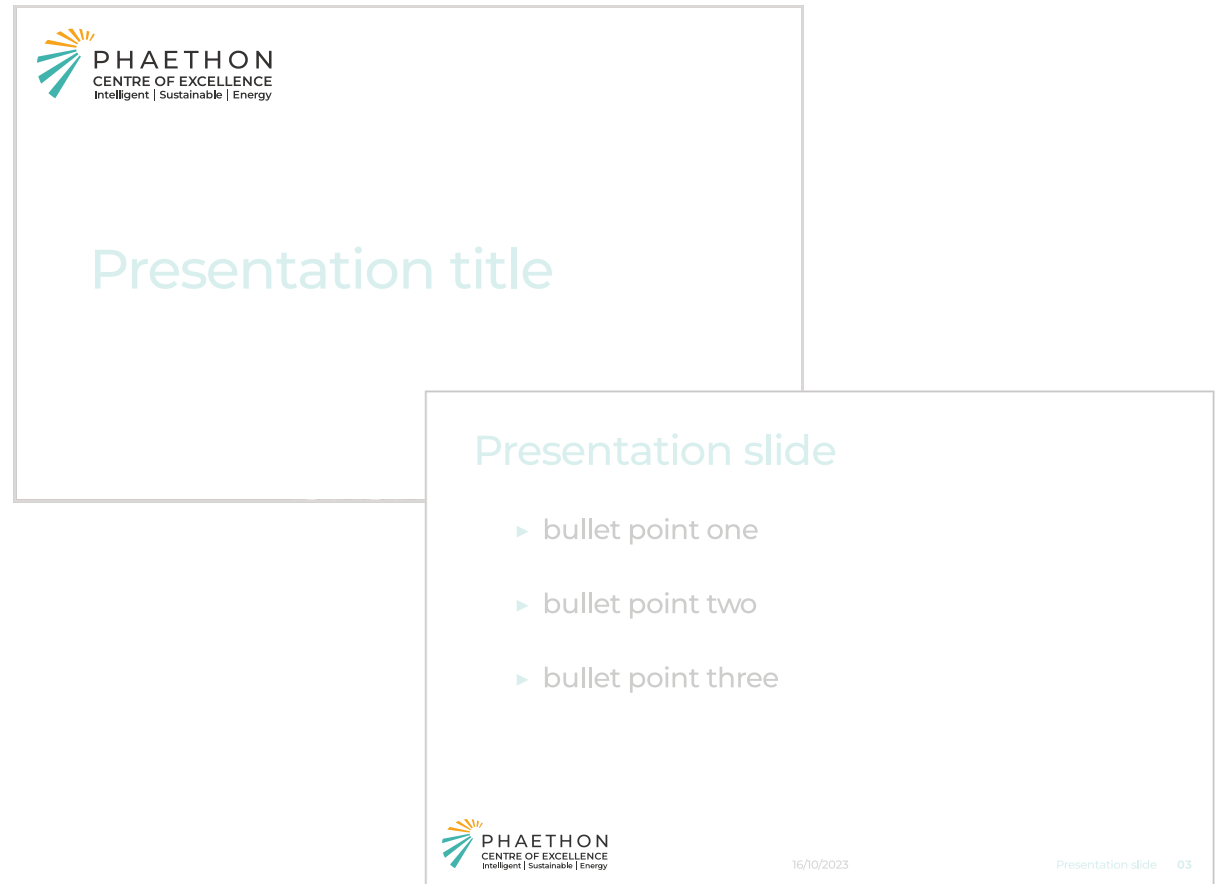 PHAETHON
CENTRE OF EXCELLENCE
Intelligent | Sustainable | Energy
Presentation title
Presentation slide
bullet point one
bullet point two
bullet point three
PHAETHON
CENTRE OF EXCELLENCE
Intelligent | Sustainable | Energy
16/10/2023
Presentation slide 03